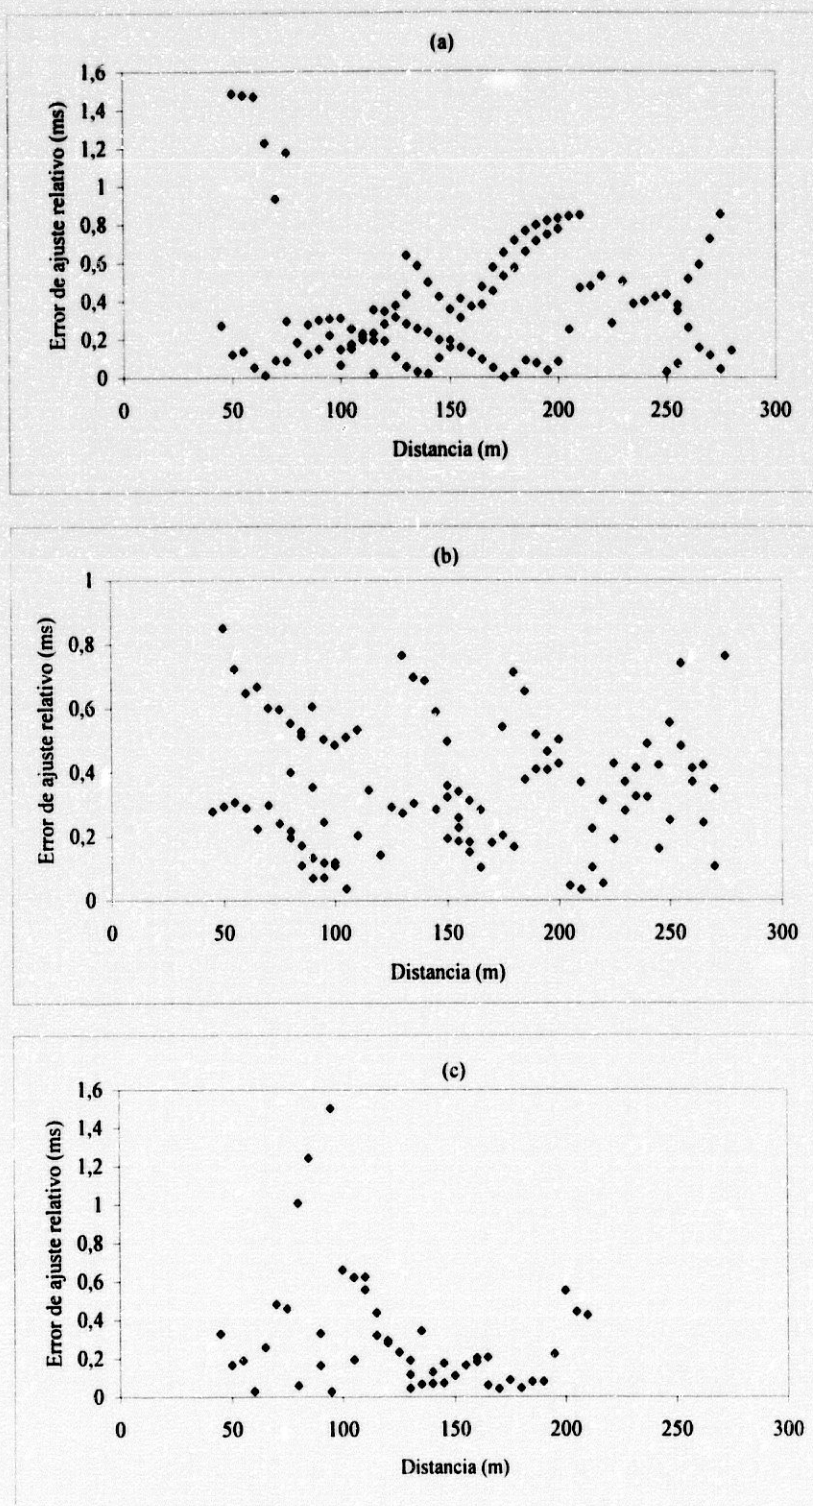 (a)
Error de ajuste relativo (ms)
1,6
1,4
1,2
1
0,8
0,6
0,4
0,2
0
0 50 100 150 200 250 300
Distancia (m)
(b)
Error de ajuste relativo (ms)
1
0,8
0,6
0,4
0,2
0
0 50 100 150 200 250 300
Distancia (m)
(c)
Error de ajuste relativo (ms)
1,6
1,4
1,2
1
0,8
0,6
0,4
0,2
0
0 50 100 150 200 250 300
Distancia (m)